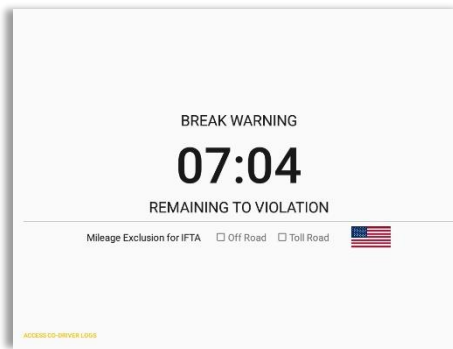 BREAK WARNING
07:04
REMAINING TO VIOLATION
Mileage Exclusion for IFTA Off Road Toll Road
ACCESS CO-DRIVER LOGS